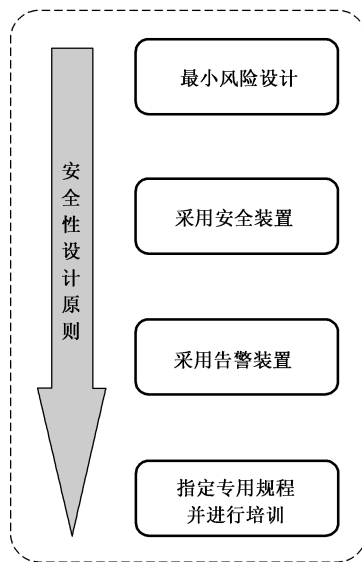 安全性设计原则
最小风险设计
采用安全装置
采用告警装置
指定专用规程
并进行培训